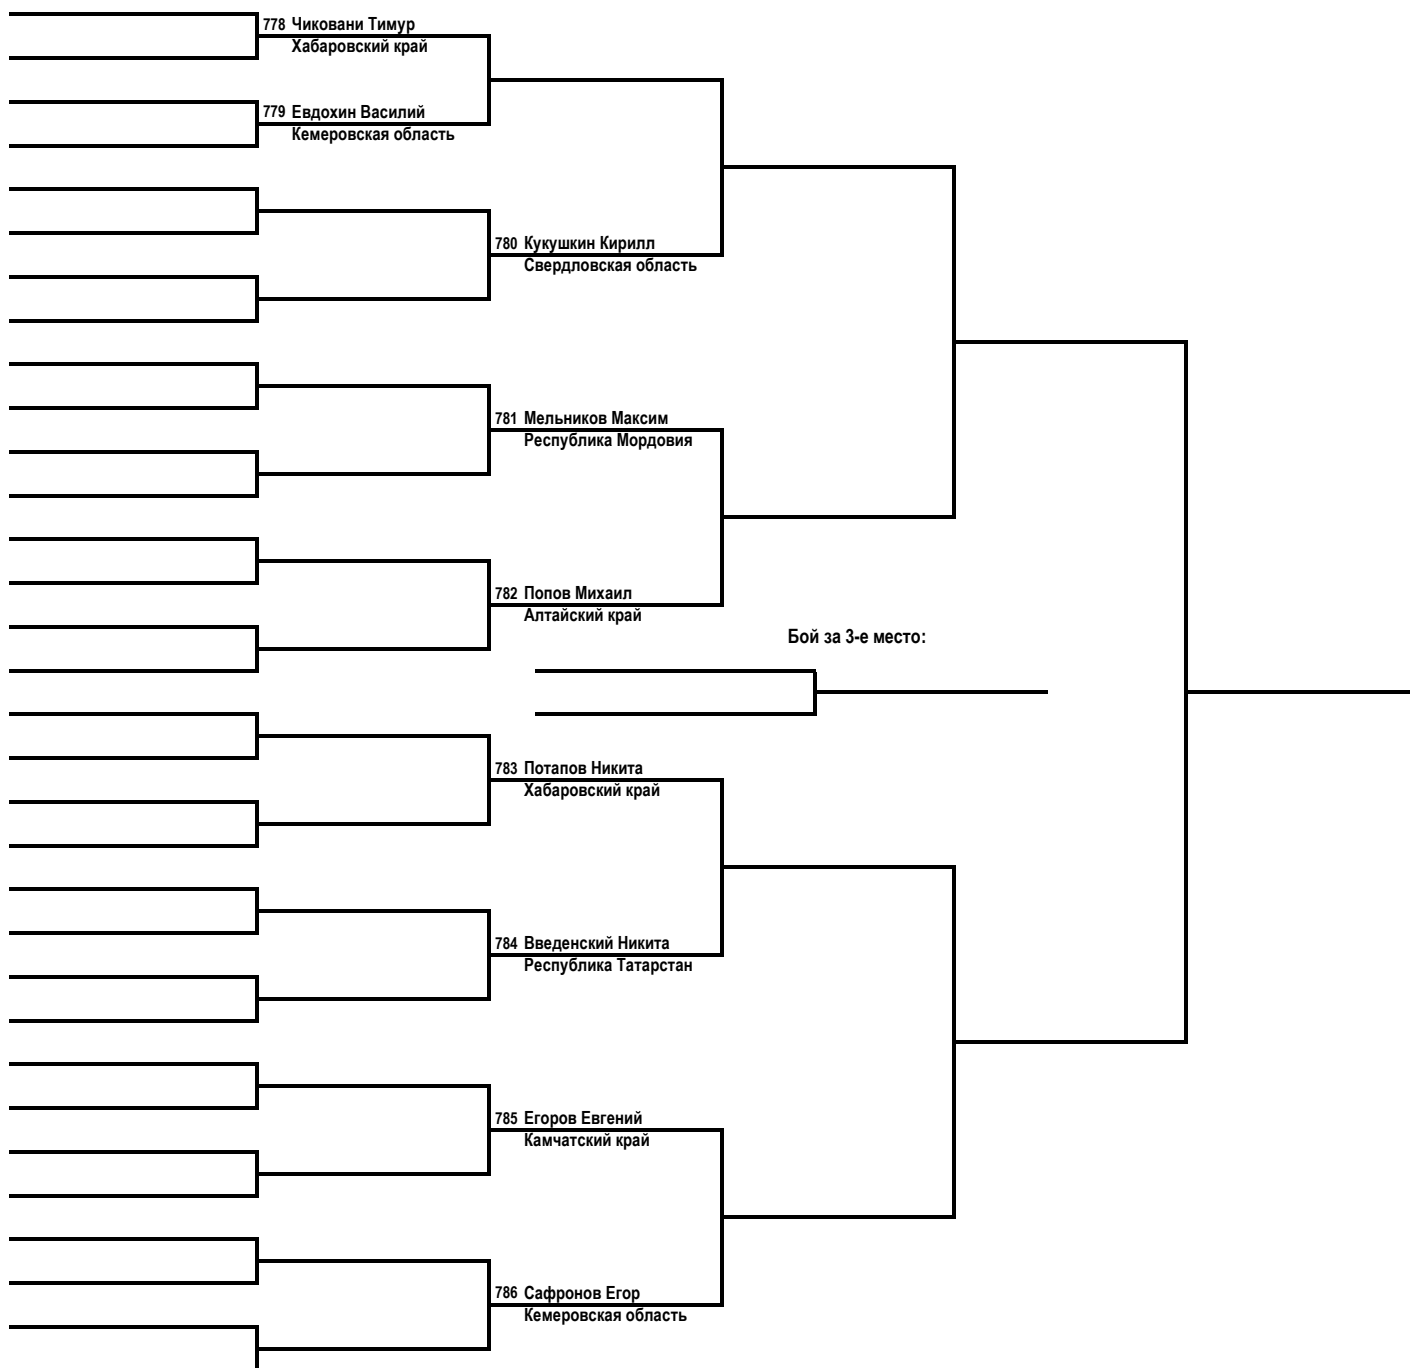 778 Чиковани Тимур
Хабаровский край
779 Евдохин Василий
Кемеровская область
780 Кукушкин Кирилл
Свердловская область
781 Мельников Максим
Республика Мордовия
782 Попов Михаил
Алтайский край
Бой за 3-е место:
783 Потапов Никита
Хабаровский край
784 Введенский Никита
Республика Татарстан
785 Егоров Евгений
Камчатский край
786 Сафронов Егор
Кемеровская область